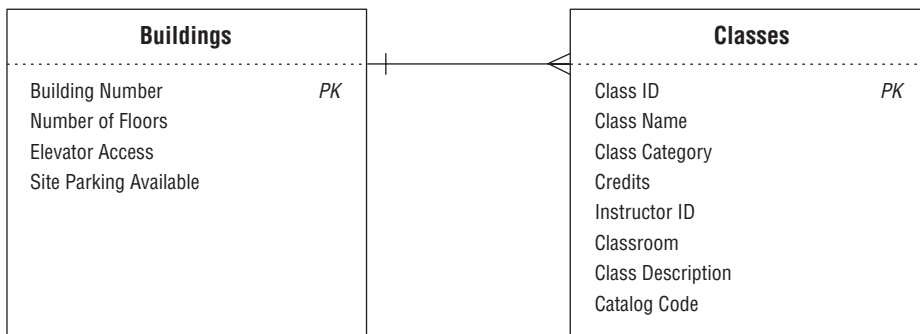 Buildings
Building Number PK
Number of Floors
Elevator Access
Site Parking Available
Classes
Class ID PK
Class Name
Class Category
Credits
Instructor ID
Classroom
Class Description
Catalog Code